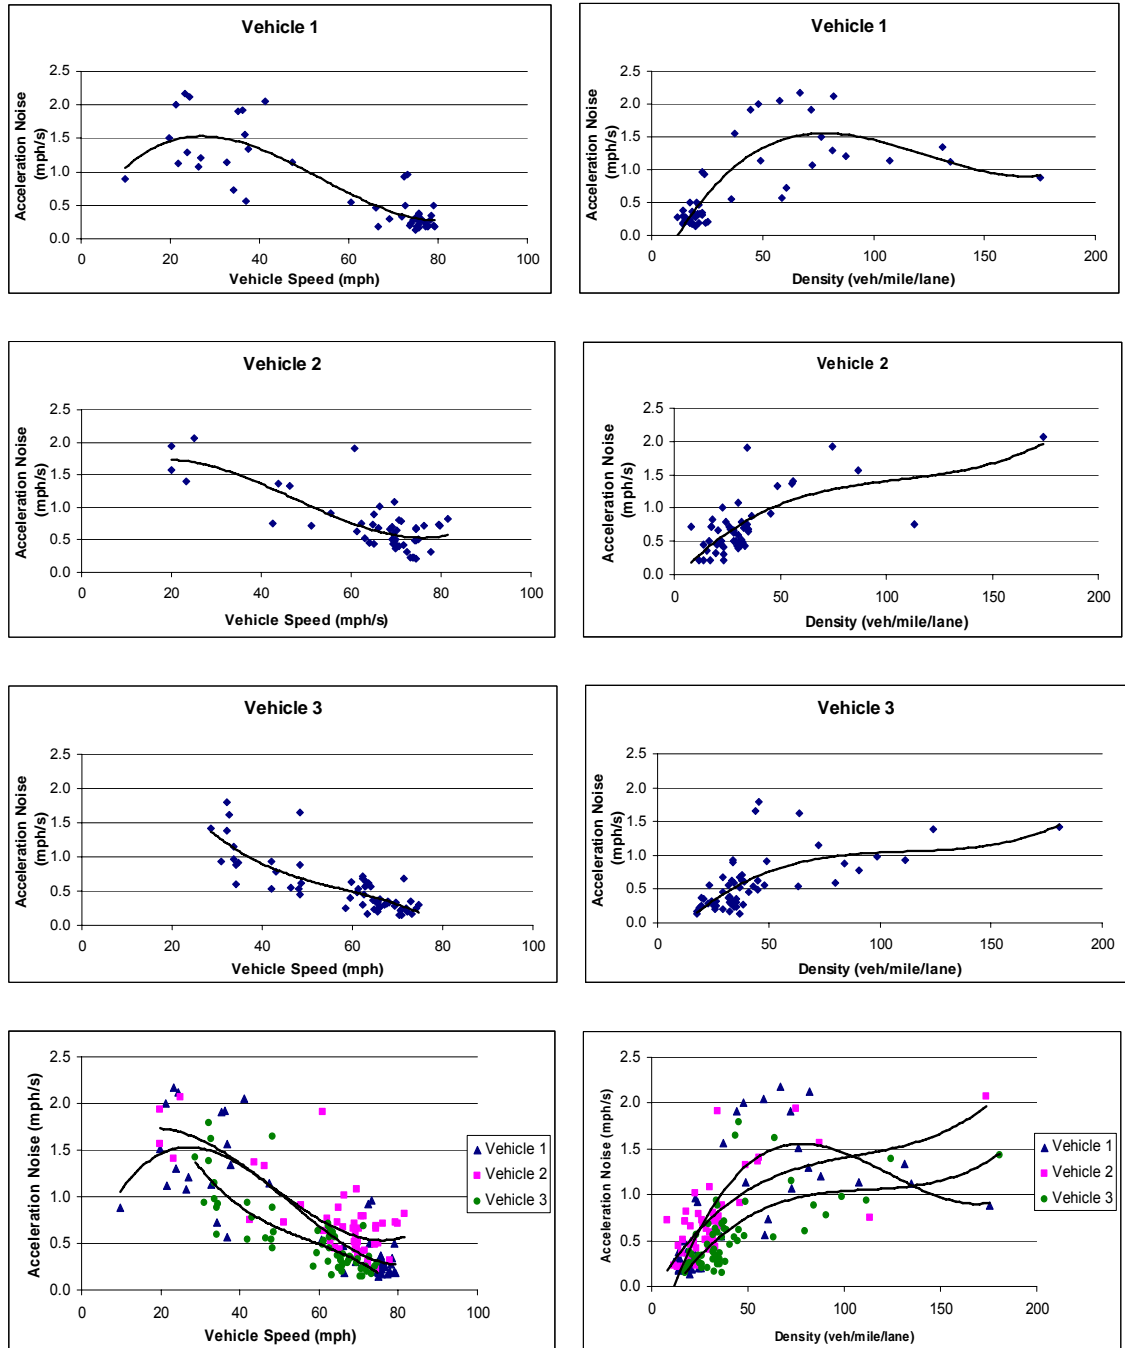 Vehicle 1
Acceleration Noise
(mph/s)
2.5
2.0
1.5
1.0
0.5
0.0
0 20 40 60 80 100
Vehicle Speed (mph)
Vehicle 1
Acceleration Noise
(mph/s)
2.5
2.0
1.5
1.0
0.5
0.0
0 50 100 150 200
Density (veh/mile/lane)
Vehicle 2
Acceleration Noise
(mph/s)
2.5
2.0
1.5
1.0
0.5
0.0
0 20 40 60 80 100
Vehicle Speed (mph/s)
Vehicle 2
Acceleration Noise
(mph/s)
2.5
2.0
1.5
1.0
0.5
0.0
0 50 100 150 200
Density (veh/mile/lane)
Vehicle 3
Acceleration Noise
(mph/s)
2.5
2.0
1.5
1.0
0.5
0.0
0 20 40 60 80 100
Vehicle Speed (mph)
Vehicle 3
Acceleration Noise
(mph/s)
2.5
2.0
1.5
1.0
0.5
0.0
0 50 100 150 200
Density (veh/mile/lane)
Acceleration Noise (mph/s)
2.5
2.0
1.5
1.0
0.5
0.0
0 20 40 60 80 100
Vehicle Speed (mph)
Vehicle 1
Vehicle 2
Vehicle 3
Acceleration Noise (mph/s)
2.5
2.0
1.5
1.0
0.5
0.0
0 50 100 150 200
Density (veh/mile/lane)
Vehicle 1
Vehicle 2
Vehicle 3